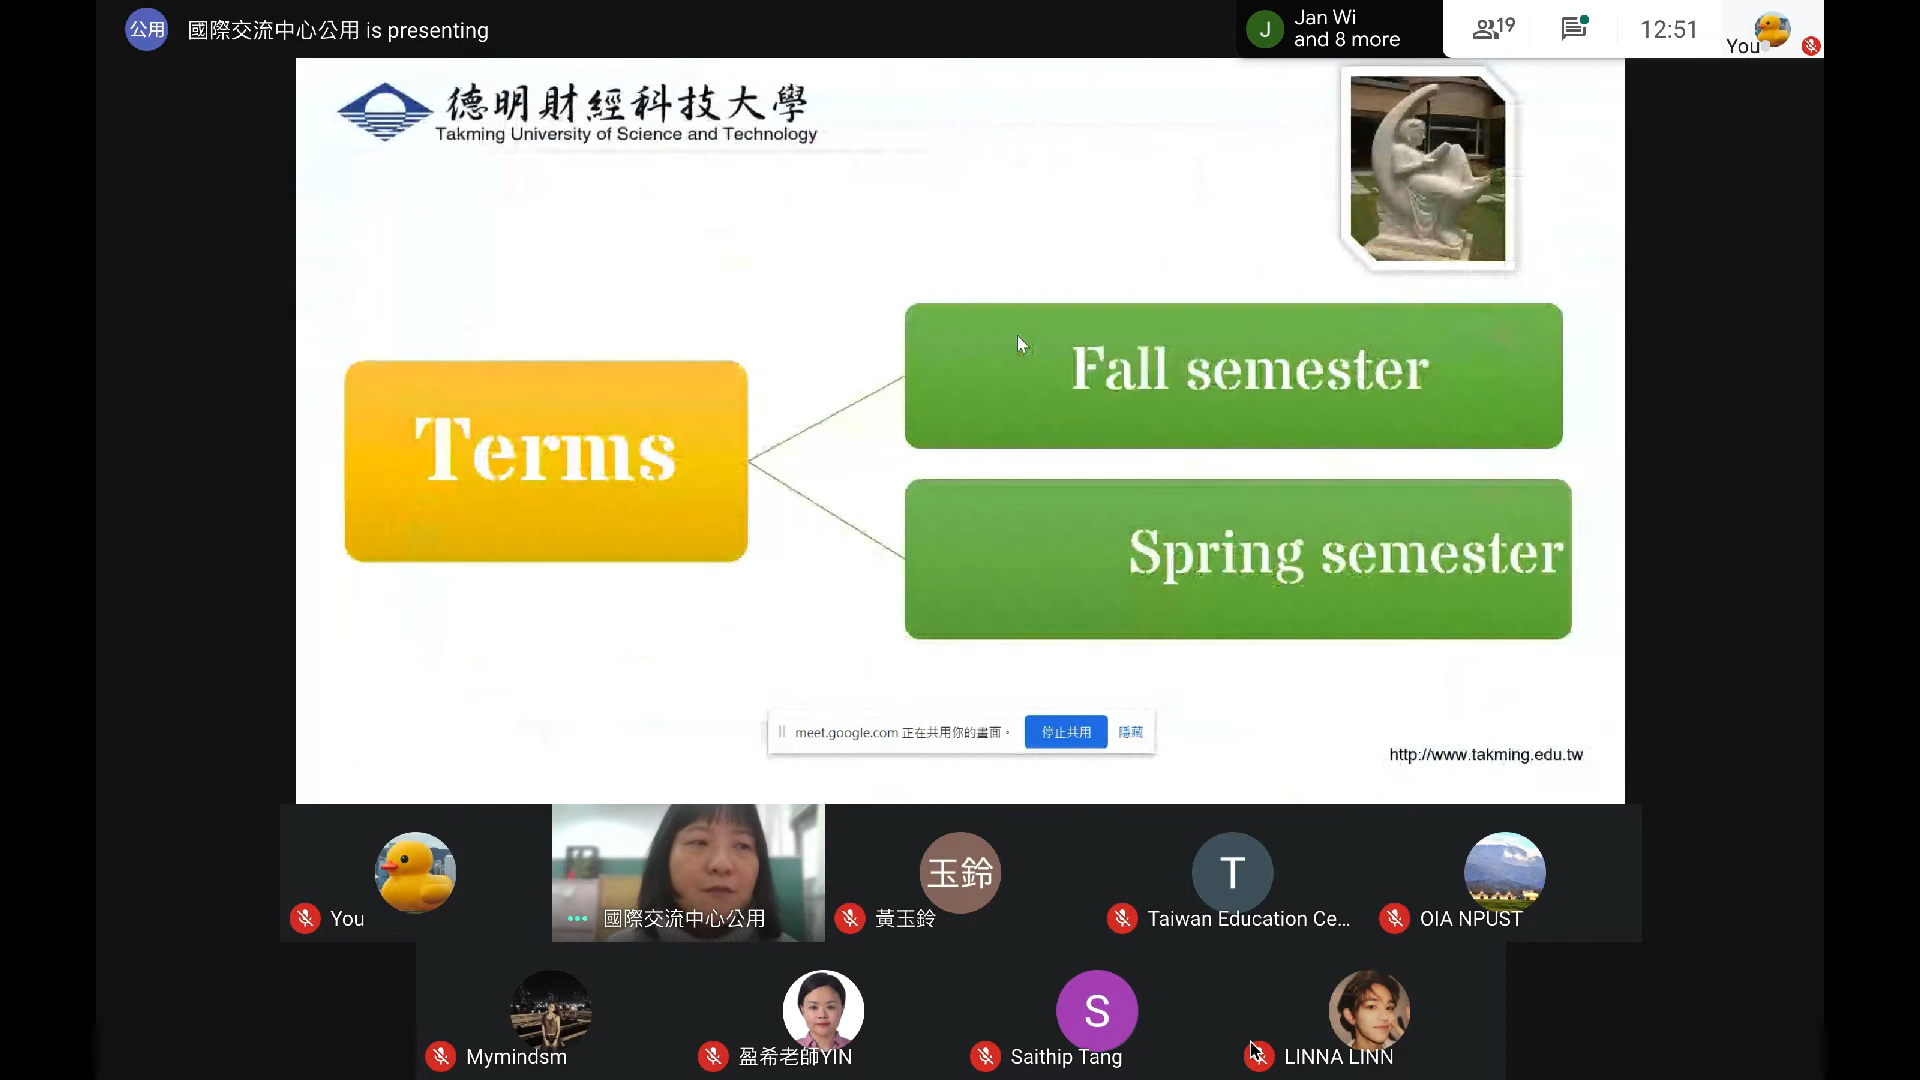 公用
國際交流中心公用 is presenting
J
Jan Wi
and 8 more
19
12:51
You
德明財經科技大學
Takming University of Science and Technology
Terms
Fall semester
Spring semester
meet.google.com 正在共用你的畫面。
停止共用
隱藏
http://www.takming.edu.tw
玉鈴
T
You
國際交流中心公用
黃玉鈴
Taiwan Education Ce...
OIA NPUST
S
Mymindsm
盈希老師YIN
Saithip Tang
LINNA LINN